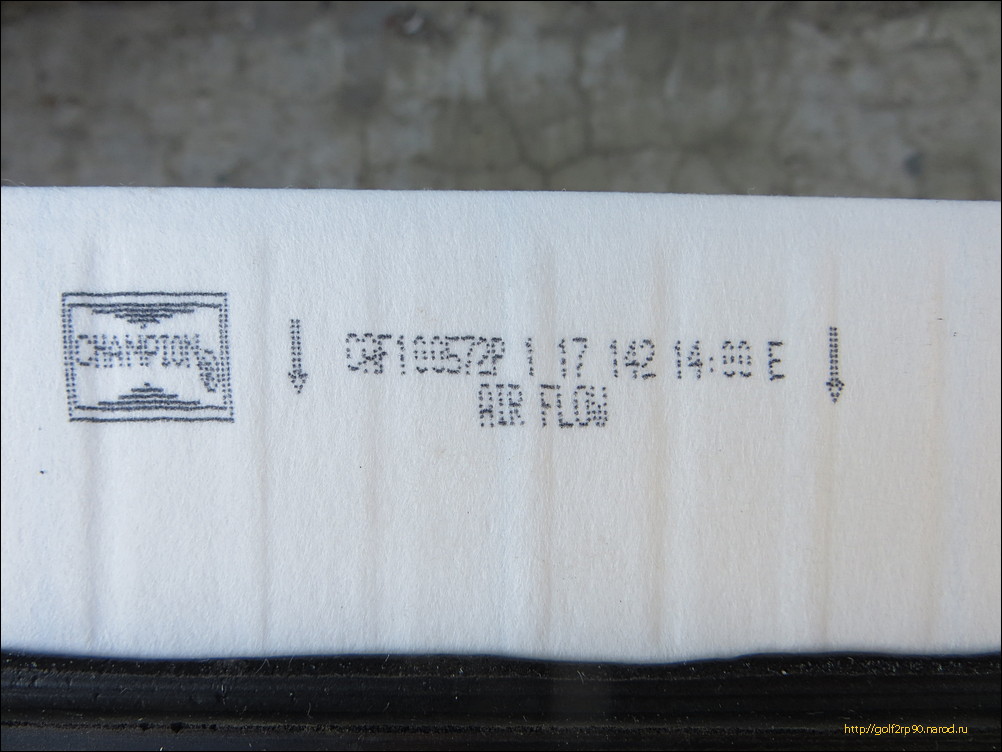 CHAMPION
CAF100572P 1 17 142 14:00 E
AIR FLOW
http://golf2rp90.narod.ru